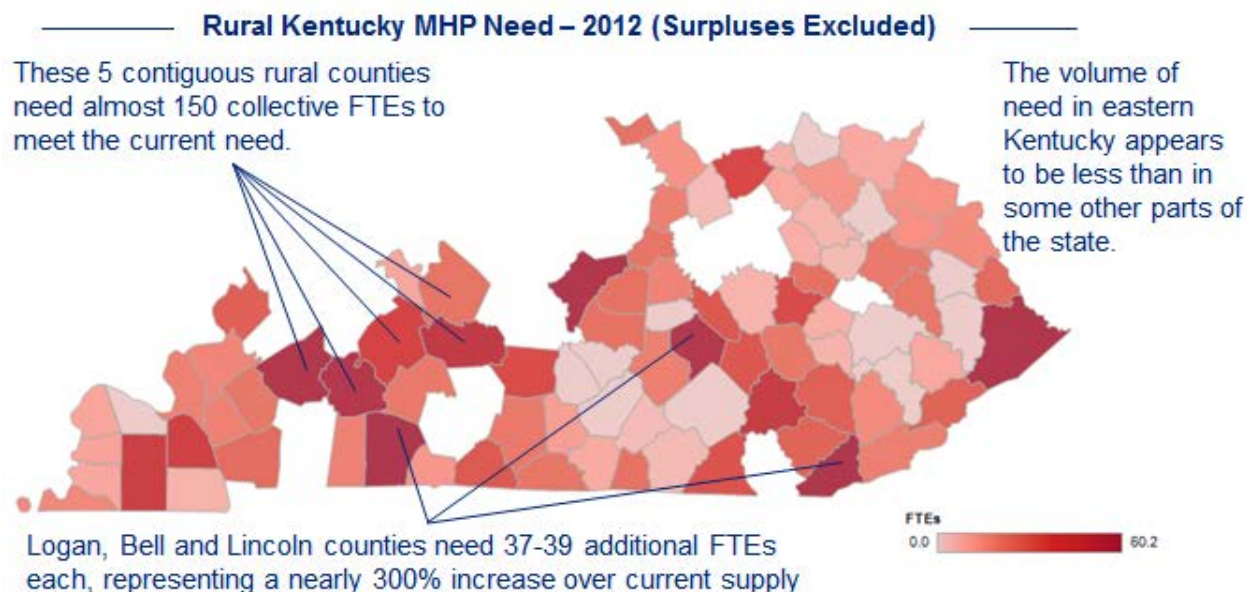 Rural Kentucky MHP Need – 2012 (Surpluses Excluded)
These 5 contiguous rural counties
need almost 150 collective FTEs to
meet the current need.
The volume of
need in eastern
Kentucky appears
to be less than in
some other parts of
the state.
FTEs
0.0 60.2
Logan, Bell and Lincoln counties need 37-39 additional FTEs
each, representing a nearly 300% increase over current supply